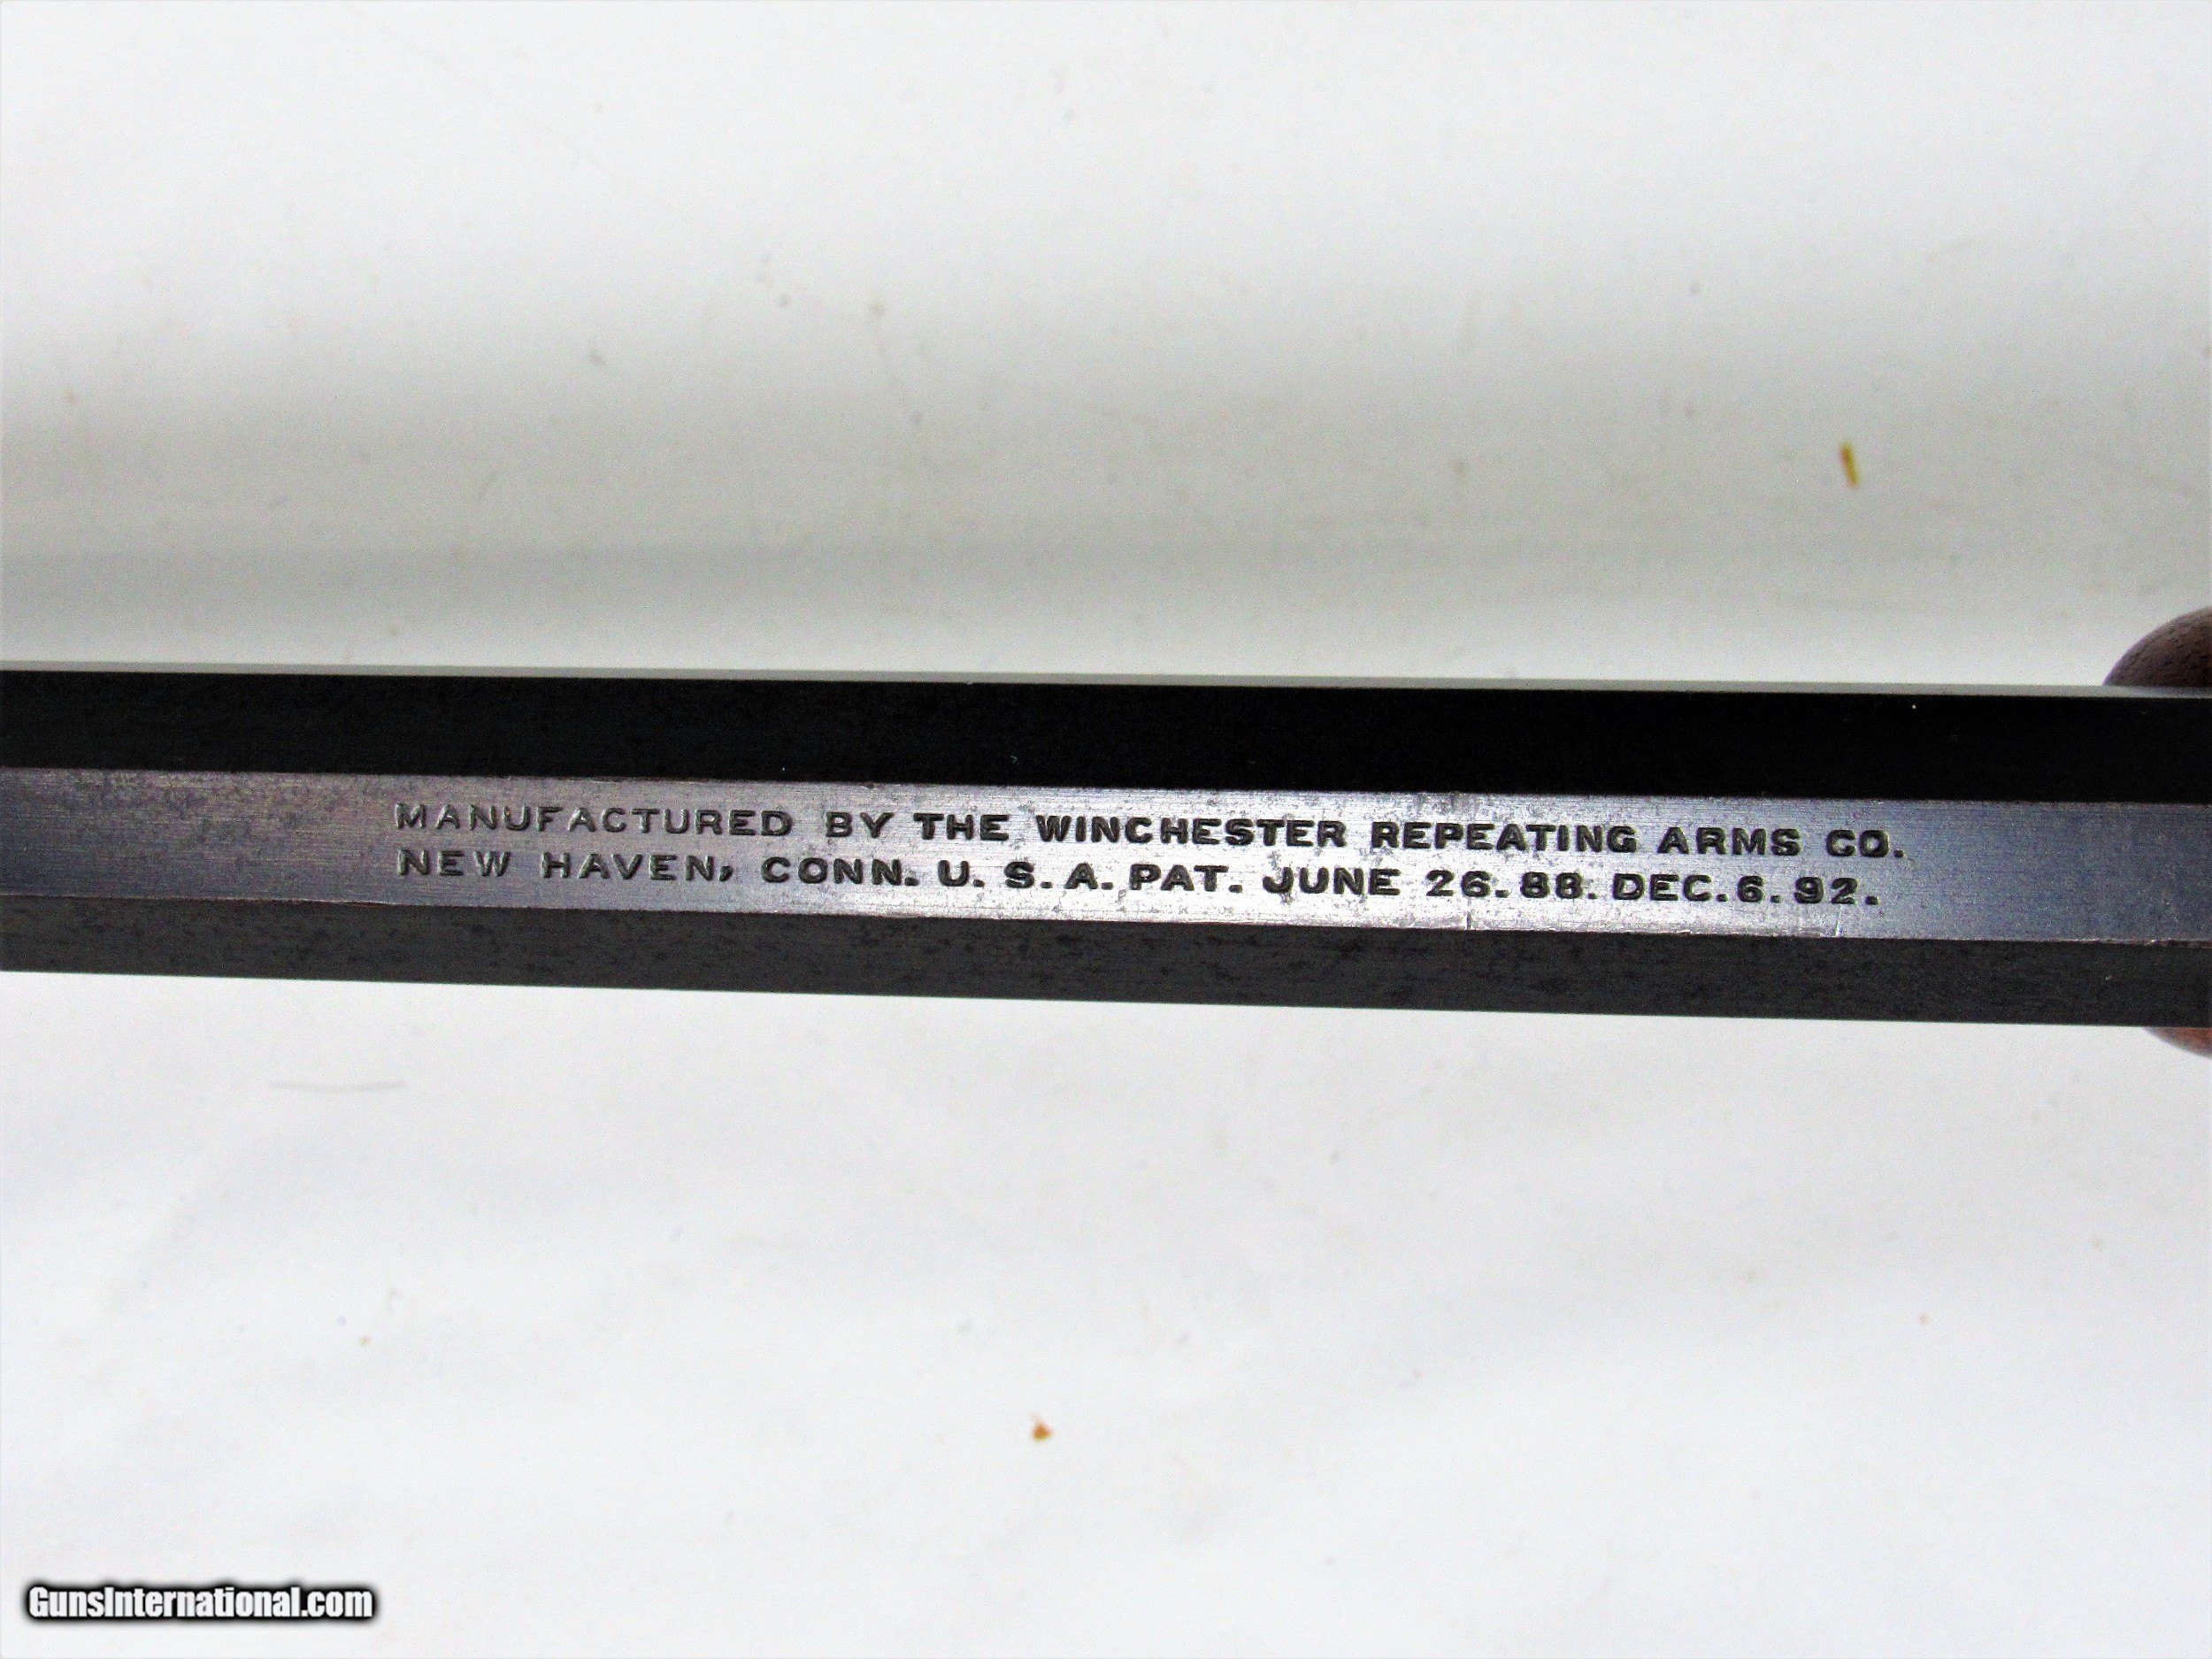 MANUFACTURED BY THE WINCHESTER REPEATING ARMS CO.
NEW HAVEN, CONN. U. S. A. PAT. JUNE 26. 88. DEC. 6. 92.
GunsInternational.com